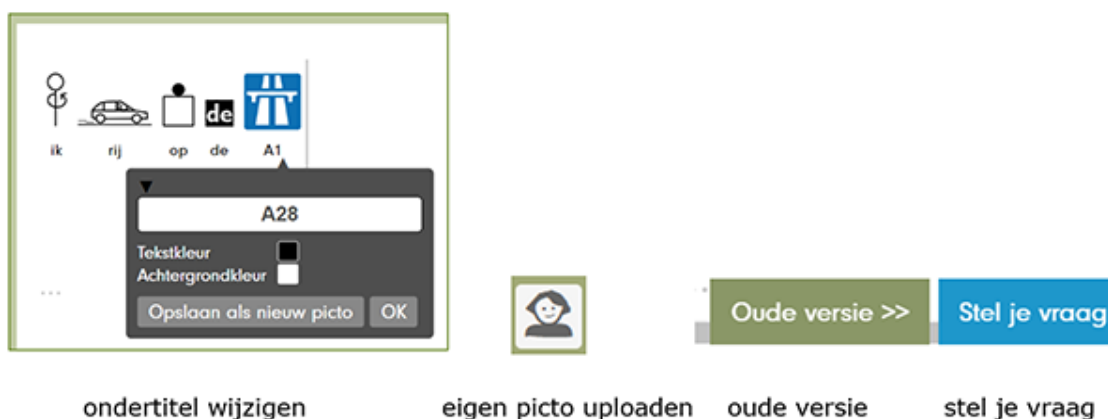 de
ik rij op de A1
A28
Tekstkleur
Achtergrondkleur
...
Opslaan als nieuw picto OK
Oude versie >> Stel je vraag
ondertitel wijzigen eigen picto uploaden oude versie stel je vraag